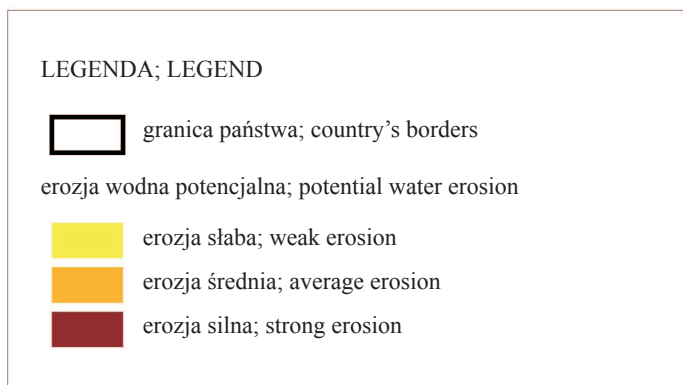 LEGENDA; LEGEND
granica państwa; country's borders
erozja wodna potencjalna; potential water erosion
erozja słaba; weak erosion
erozja średnia; average erosion
erozja silna; strong erosion